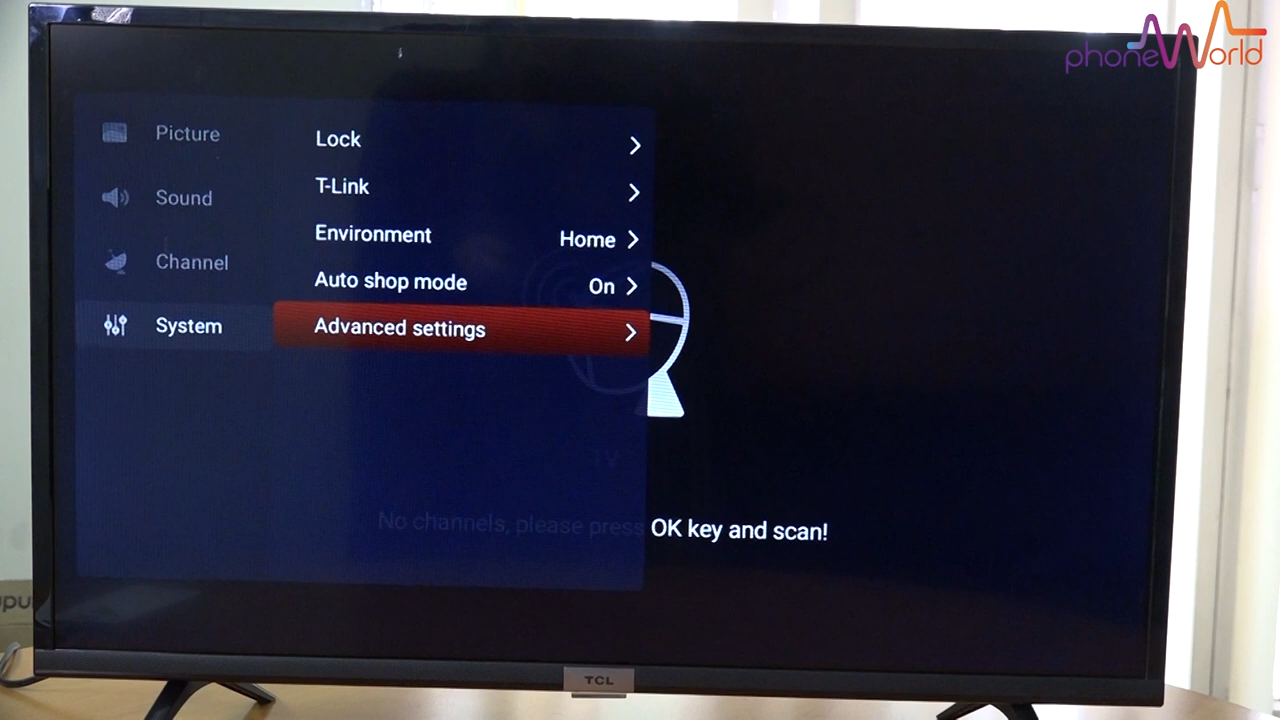 phoneWorld
Picture
Sound
Channel
System
Lock
T-Link
Environment Home
Auto shop mode On
Advanced settings
TV
No channels, please press OK key and scan!
TCL